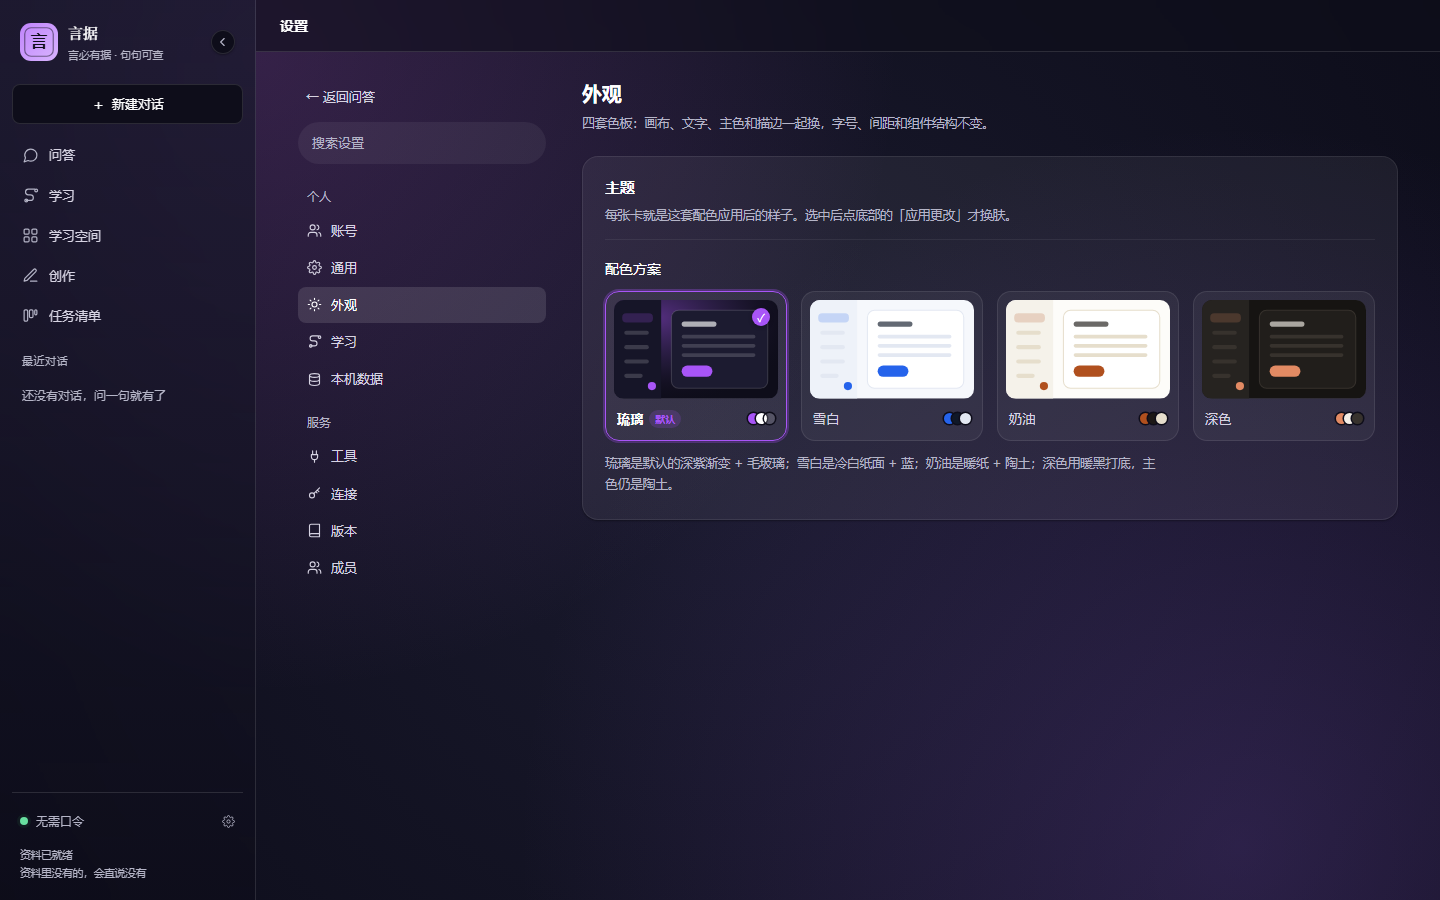 言
言据
言必有据 · 句句可查
+ 新建对话
问答
学习
学习空间
创作
任务清单
最近对话
还没有对话，问一句就有了
无需口令
资料已就绪
资料里没有的，会直说没有
设置
← 返回问答
搜索设置
个人
账号
通用
外观
学习
本机数据
服务
工具
连接
版本
成员
外观
四套色板：画布、文字、主色和描边一起换，字号、间距和组件结构不变。
主题
每张卡就是这套配色应用后的样子。选中后点底部的「应用更改」才换肤。
配色方案
琉璃 默认
雪白
奶油
深色
琉璃是默认的深紫渐变 + 毛玻璃；雪白是冷白纸面 + 蓝；奶油是暖纸 + 陶土；深色用暖黑打底，主
色仍是陶土。